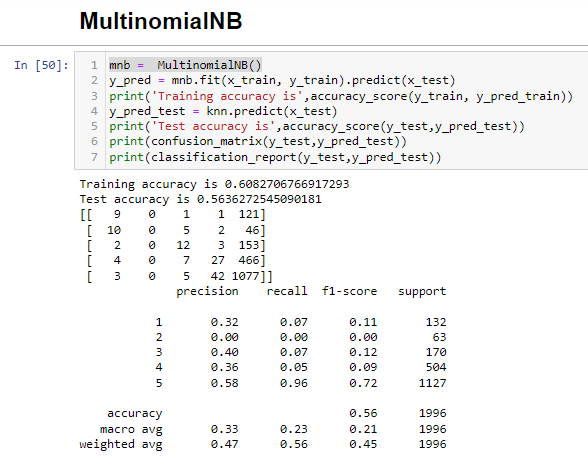 MultinomialNB
In [50]:
1 mnb =  MultinomialNB()
2 y_pred = mnb.fit(x_train, y_train).predict(x_test)
3 print('Training accuracy is',accuracy_score(y_train, y_pred_train))
4 y_pred_test = knn.predict(x_test)
5 print('Test accuracy is',accuracy_score(y_test,y_pred_test))
6 print(confusion_matrix(y_test,y_pred_test))
7 print(classification_report(y_test,y_pred_test))
Training accuracy is 0.6082706766917293
Test accuracy is 0.5636272545090181
[[   9    0    1    1  121]
 [  10    0    5    2   46]
 [   2    0   12    3  153]
 [   4    0    7   27  466]
 [   3    0    5   42 1077]]
              precision    recall  f1-score   support
           1       0.32      0.07      0.11       132
           2       0.00      0.00      0.00        63
           3       0.40      0.07      0.12       170
           4       0.36      0.05      0.09       504
           5       0.58      0.96      0.72      1127
    accuracy                           0.56      1996
   macro avg       0.33      0.23      0.21      1996
weighted avg       0.47      0.56      0.45      1996